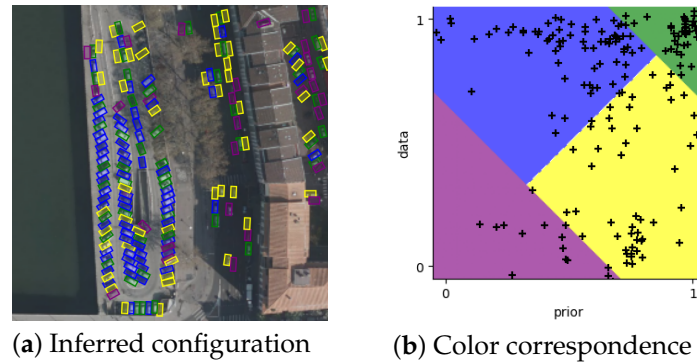 1
data
0
0
prior
1
(a) Inferred configuration
(b) Color correspondence